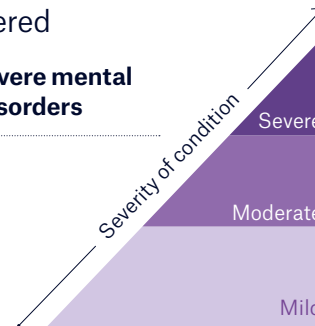 ered
vere mental
sorders
Severity of condition
Severe
Moderate
Mild